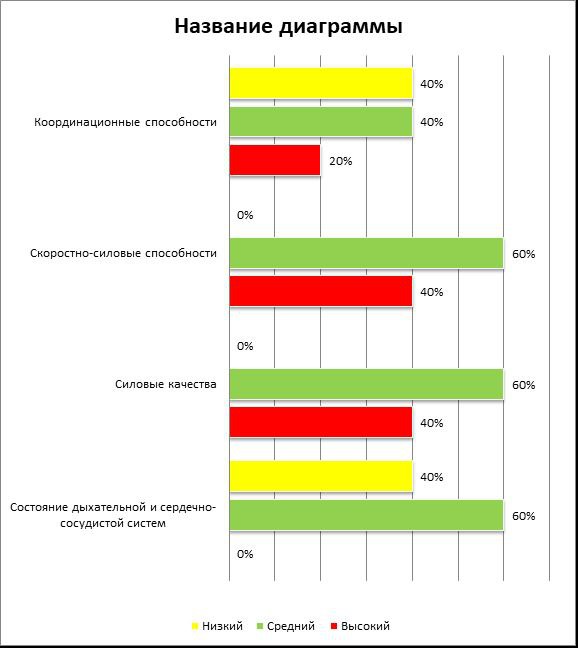 Название диаграммы
40%
Координационные способности
40%
20%
0%
Скоростно-силовые способности
60%
40%
0%
Силовые качества
60%
40%
40%
Состояние дыхательной и сердечно-
сосудистой систем
60%
0%
Низкий Средний Высокий